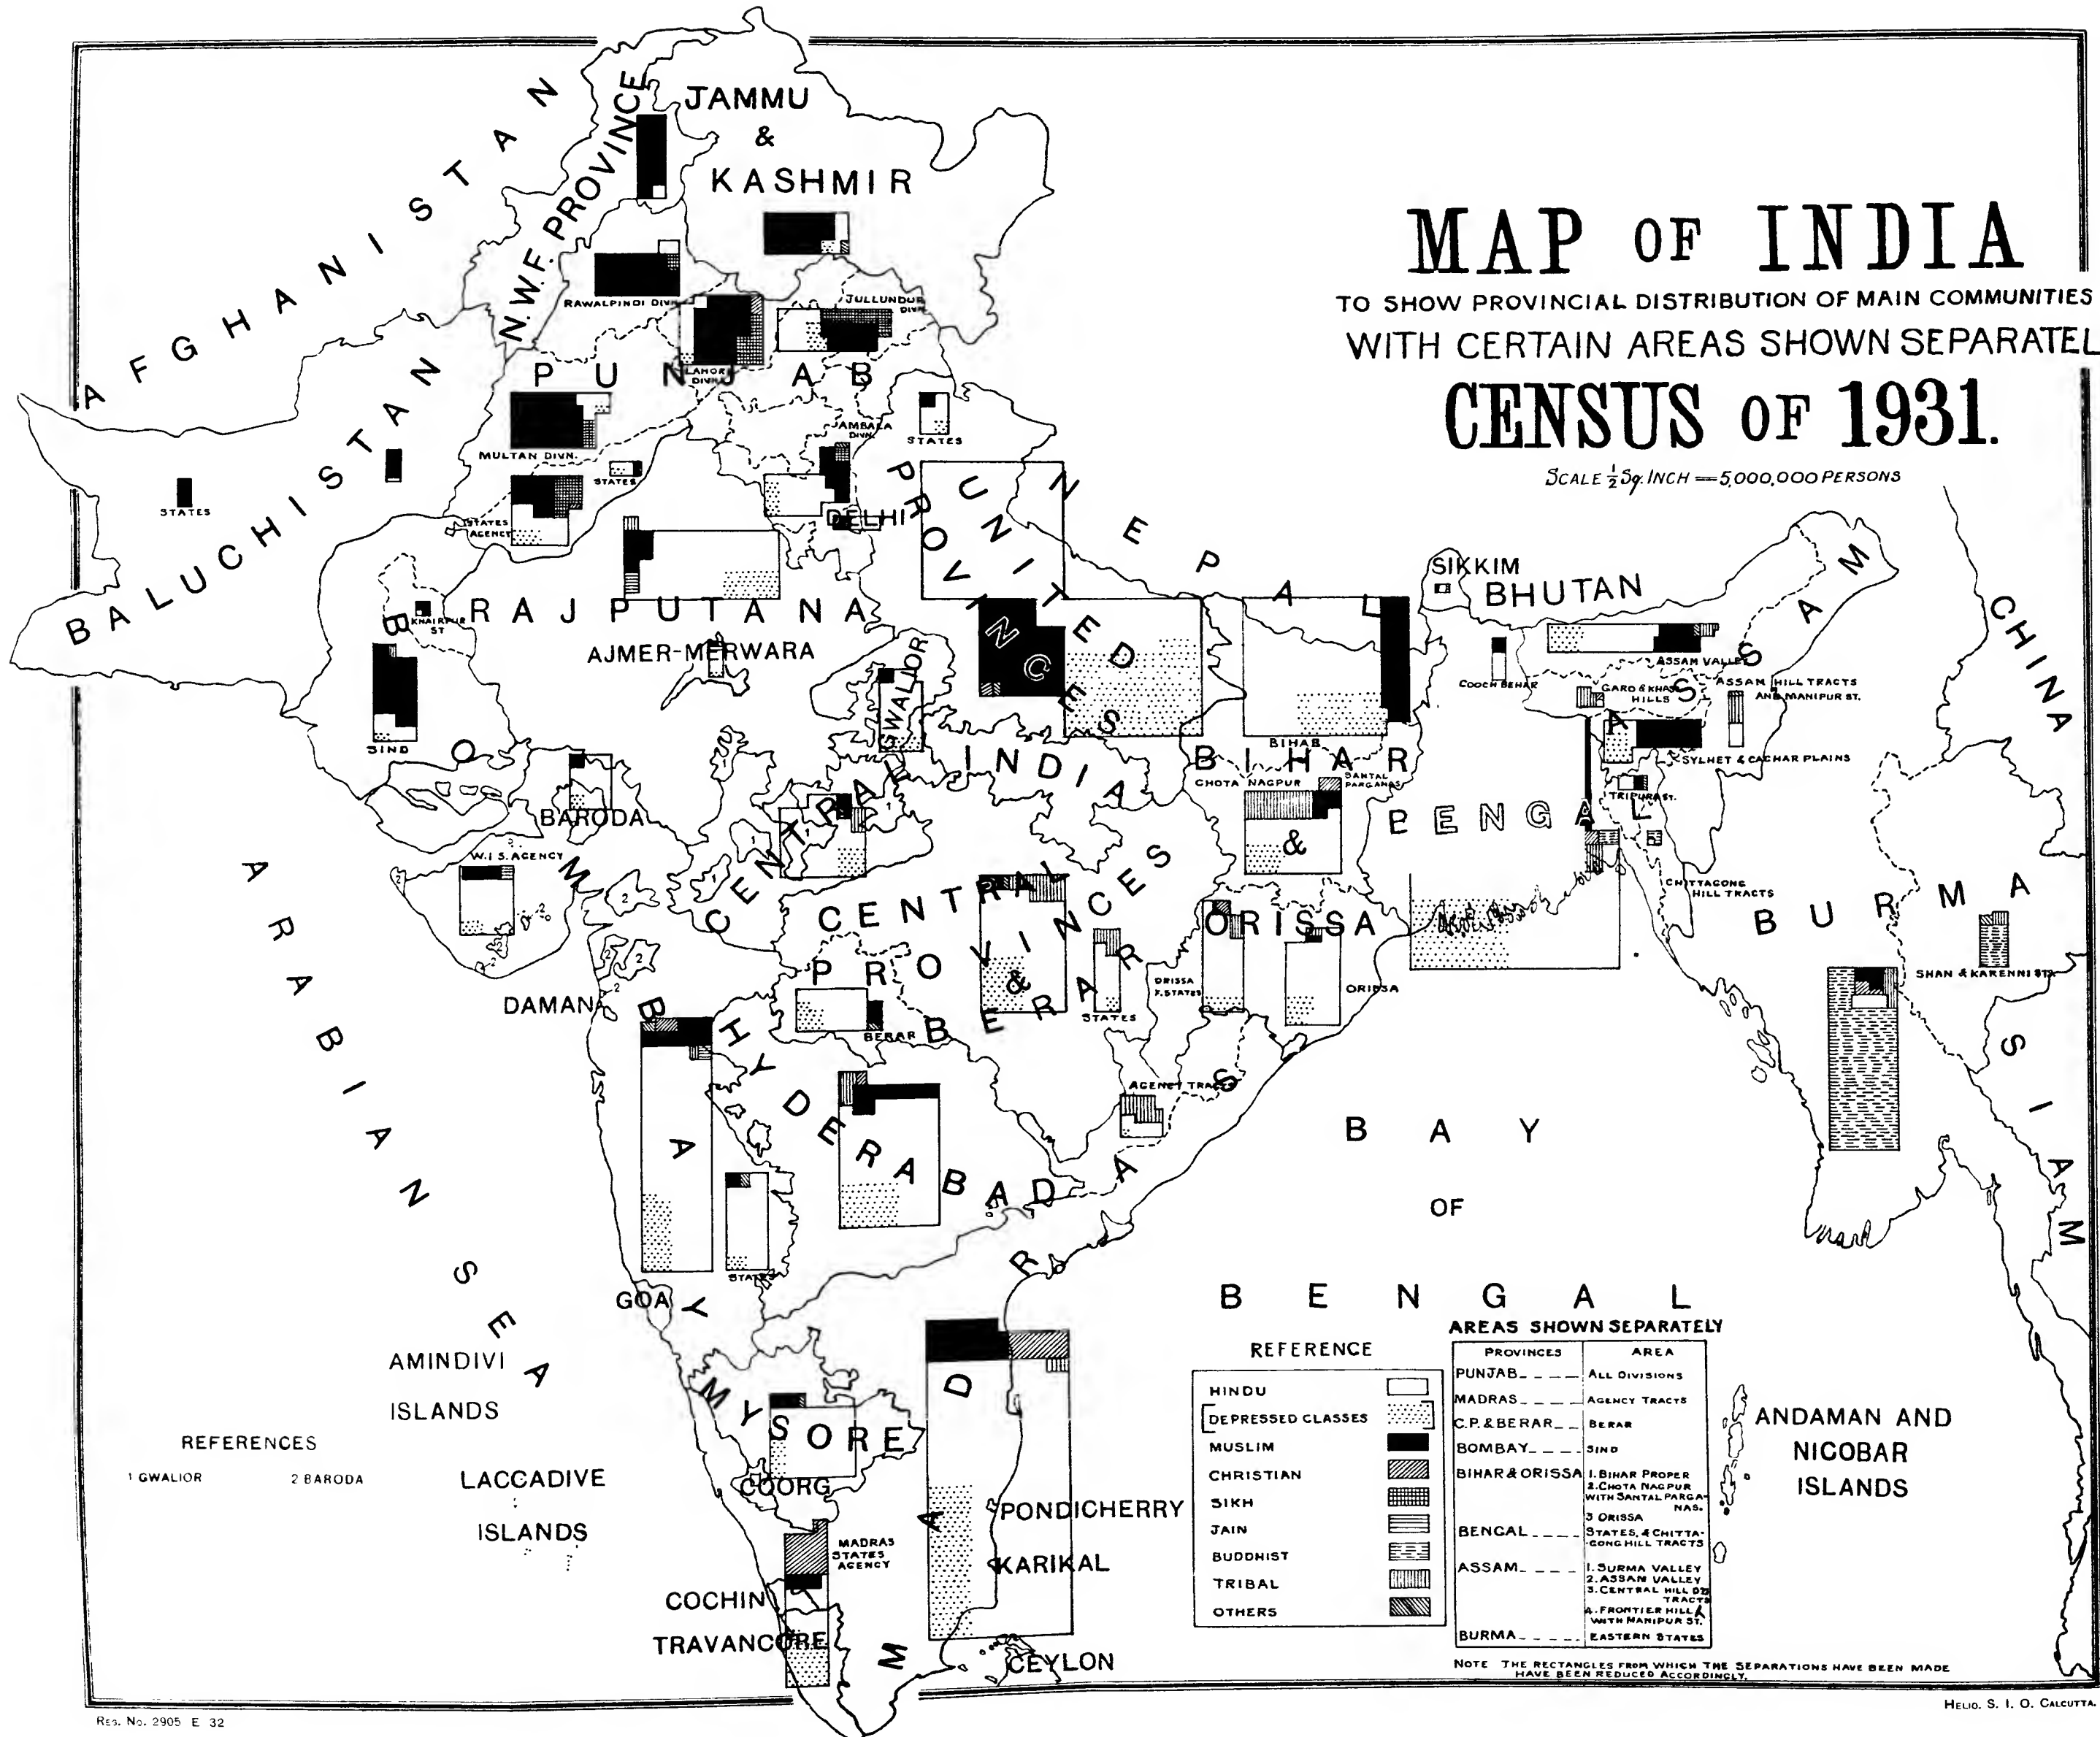 MAP OF INDIA
TO SHOW PROVINCIAL DISTRIBUTION OF MAIN COMMUNITIES
WITH CERTAIN AREAS SHOWN SEPARATEL
CENSUS OF 1931.
SCALE ½ Sq. INCH = 5,000,000 PERSONS
AFGHANISTAN
BALUCHISTAN
N.W.F. PROVINCE
JAMMU
&
KASHMIR
RAWALPINDI DIVN.
JULLUNDUR
DIVN.
LAHORE
DIVN.
PUNJAB
MULTAN DIVN.
AMBALA
DIVN.
STATES
STATES
STATES
STATES
AGENCY
DELHI
UNITED
PROVINCES
NEPAL
SIKKIM
BHUTAN
CHINA
ASSAM
ASSAM VALLEY
COOCH BEHAR
GARO & KHASI
HILLS
ASSAM HILL TRACTS
AND MANIPUR ST.
SYLHET & CACHAR PLAINS
TRIPURA ST.
CHITTAGONG
HILL TRACTS
KHAIRPUR
ST
RAJPUTANA
AJMER-MERWARA
GWALIOR
SIND
BOMBAY
BARODA
W.I.S. AGENCY
CENTRAL INDIA
BIHAR
BIHAR
&
ORISSA
CHOTA NAGPUR
SANTAL
PARGANAS
BENGAL
BURMA
SHAN & KARENNI STS.
SIAM
CENTRAL
PROVINCES
&
BERAR
BERAR
STATES
ORISSA
F. STATES
ORISSA
DAMAN
HYDERABAD
AGENCY TRACTS
STATES
GOA
MADRAS
MYSORE
COORG
MADRAS
STATES
AGENCY
COCHIN
TRAVANCORE
PONDICHERRY
KARIKAL
CEYLON
ARABIAN SEA
BAY
OF
BENGAL
AMINDIVI
ISLANDS
LACCADIVE
ISLANDS
ANDAMAN AND
NICOBAR
ISLANDS
REFERENCES
1 GWALIOR 2 BARODA
REFERENCE
HINDU
DEPRESSED CLASSES
MUSLIM
CHRISTIAN
SIKH
JAIN
BUDDHIST
TRIBAL
OTHERS
AREAS SHOWN SEPARATELY
PROVINCES AREA
PUNJAB ALL DIVISIONS
MADRAS AGENCY TRACTS
C.P. & BERAR BERAR
BOMBAY SIND
BIHAR & ORISSA 1. BIHAR PROPER
2. CHOTA NAGPUR
WITH SANTAL PARGA-
NAS.
3 ORISSA
BENGAL STATES, & CHITTA-
-GONG HILL TRACTS
ASSAM 1. SURMA VALLEY
2. ASSAM VALLEY
3. CENTRAL HILL DTS
TRACTS
4. FRONTIER HILL &
WITH MANIPUR ST.
BURMA EASTERN STATES
NOTE THE RECTANGLES FROM WHICH THE SEPARATIONS HAVE BEEN MADE
HAVE BEEN REDUCED ACCORDINGLY.
REG. No. 2905 E 32
HELIO. S. I. O. CALCUTTA.